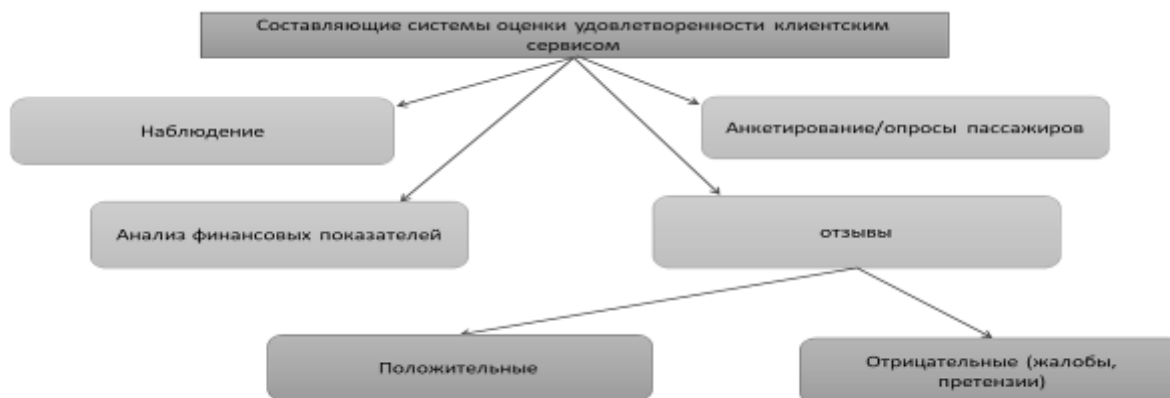 Составляющие системы оценки удовлетворенности клиентским
сервисом
Наблюдение
Анкетирование/опросы пассажиров
Анализ финансовых показателей
отзывы
Положительные
Отрицательные (жалобы,
претензии)